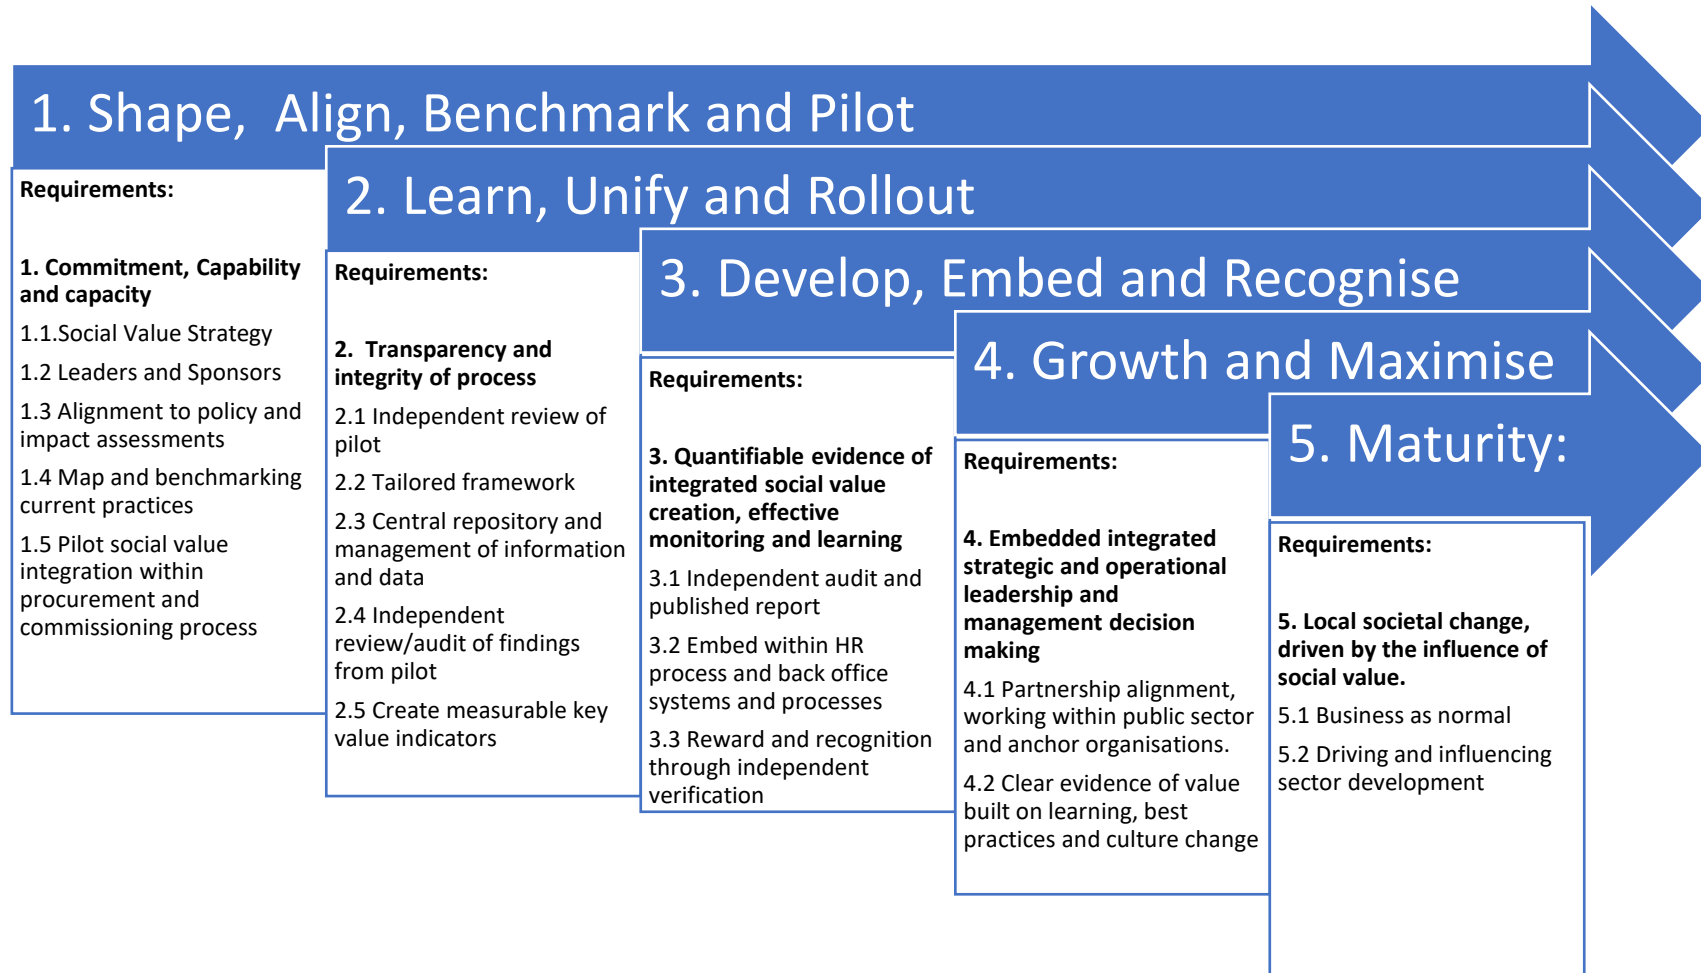 1. Shape,  Align, Benchmark and Pilot
Requirements:
1. Commitment, Capability
and capacity
1.1.Social Value Strategy
1.2 Leaders and Sponsors
1.3 Alignment to policy and
impact assessments
1.4 Map and benchmarking
current practices
1.5 Pilot social value
integration within
procurement and
commissioning process
2. Learn, Unify and Rollout
Requirements:
2.  Transparency and
integrity of process
2.1 Independent review of
pilot
2.2 Tailored framework
2.3 Central repository and
management of information
and data
2.4 Independent
review/audit of findings
from pilot
2.5 Create measurable key
value indicators
3. Develop, Embed and Recognise
Requirements:
3. Quantifiable evidence of
integrated social value
creation, effective
monitoring and learning
3.1 Independent audit and
published report
3.2 Embed within HR
process and back office
systems and processes
3.3 Reward and recognition
through independent
verification
4. Growth and Maximise
Requirements:
4. Embedded integrated
strategic and operational
leadership and
management decision
making
4.1 Partnership alignment,
working within public sector
and anchor organisations.
4.2 Clear evidence of value
built on learning, best
practices and culture change
5. Maturity:
Requirements:
5. Local societal change,
driven by the influence of
social value.
5.1 Business as normal
5.2 Driving and influencing
sector development